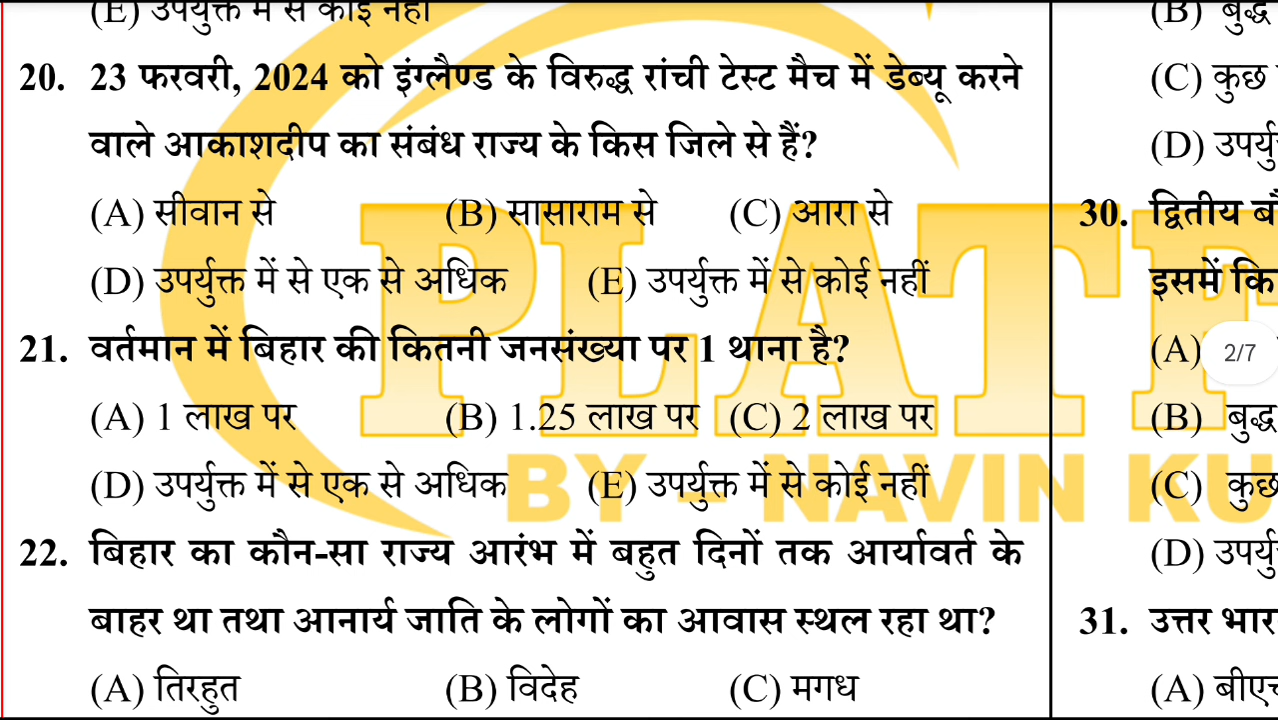 (E) उपर्युक्त में से कोई नहीं
20. 23 फरवरी, 2024 को इंग्लैण्ड के विरुद्ध रांची टेस्ट मैच में डेब्यू करने
वाले आकाशदीप का संबंध राज्य के किस जिले से हैं?
(A) सीवान से (B) सासाराम से (C) आरा से
(D) उपर्युक्त में से एक से अधिक (E) उपर्युक्त में से कोई नहीं
21. वर्तमान में बिहार की कितनी जनसंख्या पर 1 थाना है?
(A) 1 लाख पर (B) 1.25 लाख पर (C) 2 लाख पर
(D) उपर्युक्त में से एक से अधिक (E) उपर्युक्त में से कोई नहीं
22. बिहार का कौन-सा राज्य आरंभ में बहुत दिनों तक आर्यावर्त के
बाहर था तथा आनार्य जाति के लोगों का आवास स्थल रहा था?
(A) तिरहुत (B) विदेह (C) मगध
(B) बुद्ध
(C) कुछ
(D)
30. द्वितीय
इसमें
(A)
2/7
(B) बुद्ध
(C) कुछ
(D)
31. उत्तर
(A)
PLATF
BY - NAVIN KU